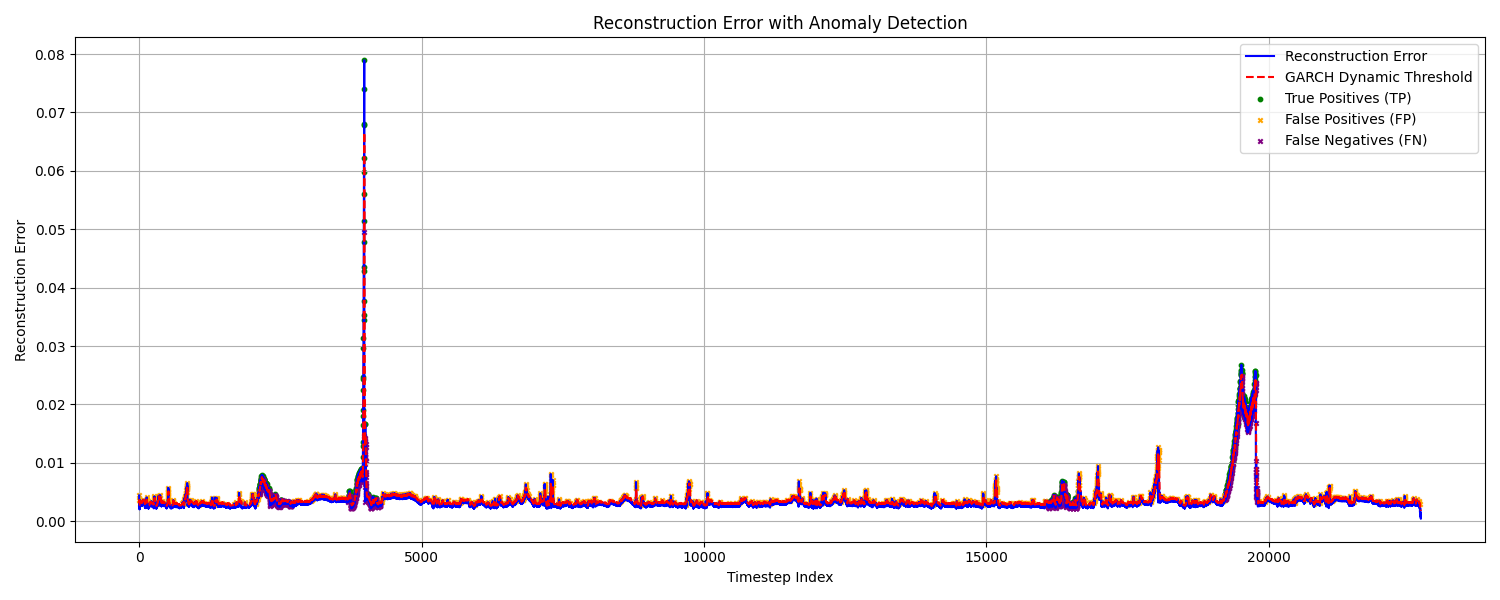 Reconstruction Error with Anomaly Detection
Reconstruction Error
GARCH Dynamic Threshold
True Positives (TP)
False Positives (FP)
False Negatives (FN)
0.08
0.07
0.06
0.05
0.04
0.03
0.02
0.01
0.00
Reconstruction Error
0 5000 10000 15000 20000
Timestep Index